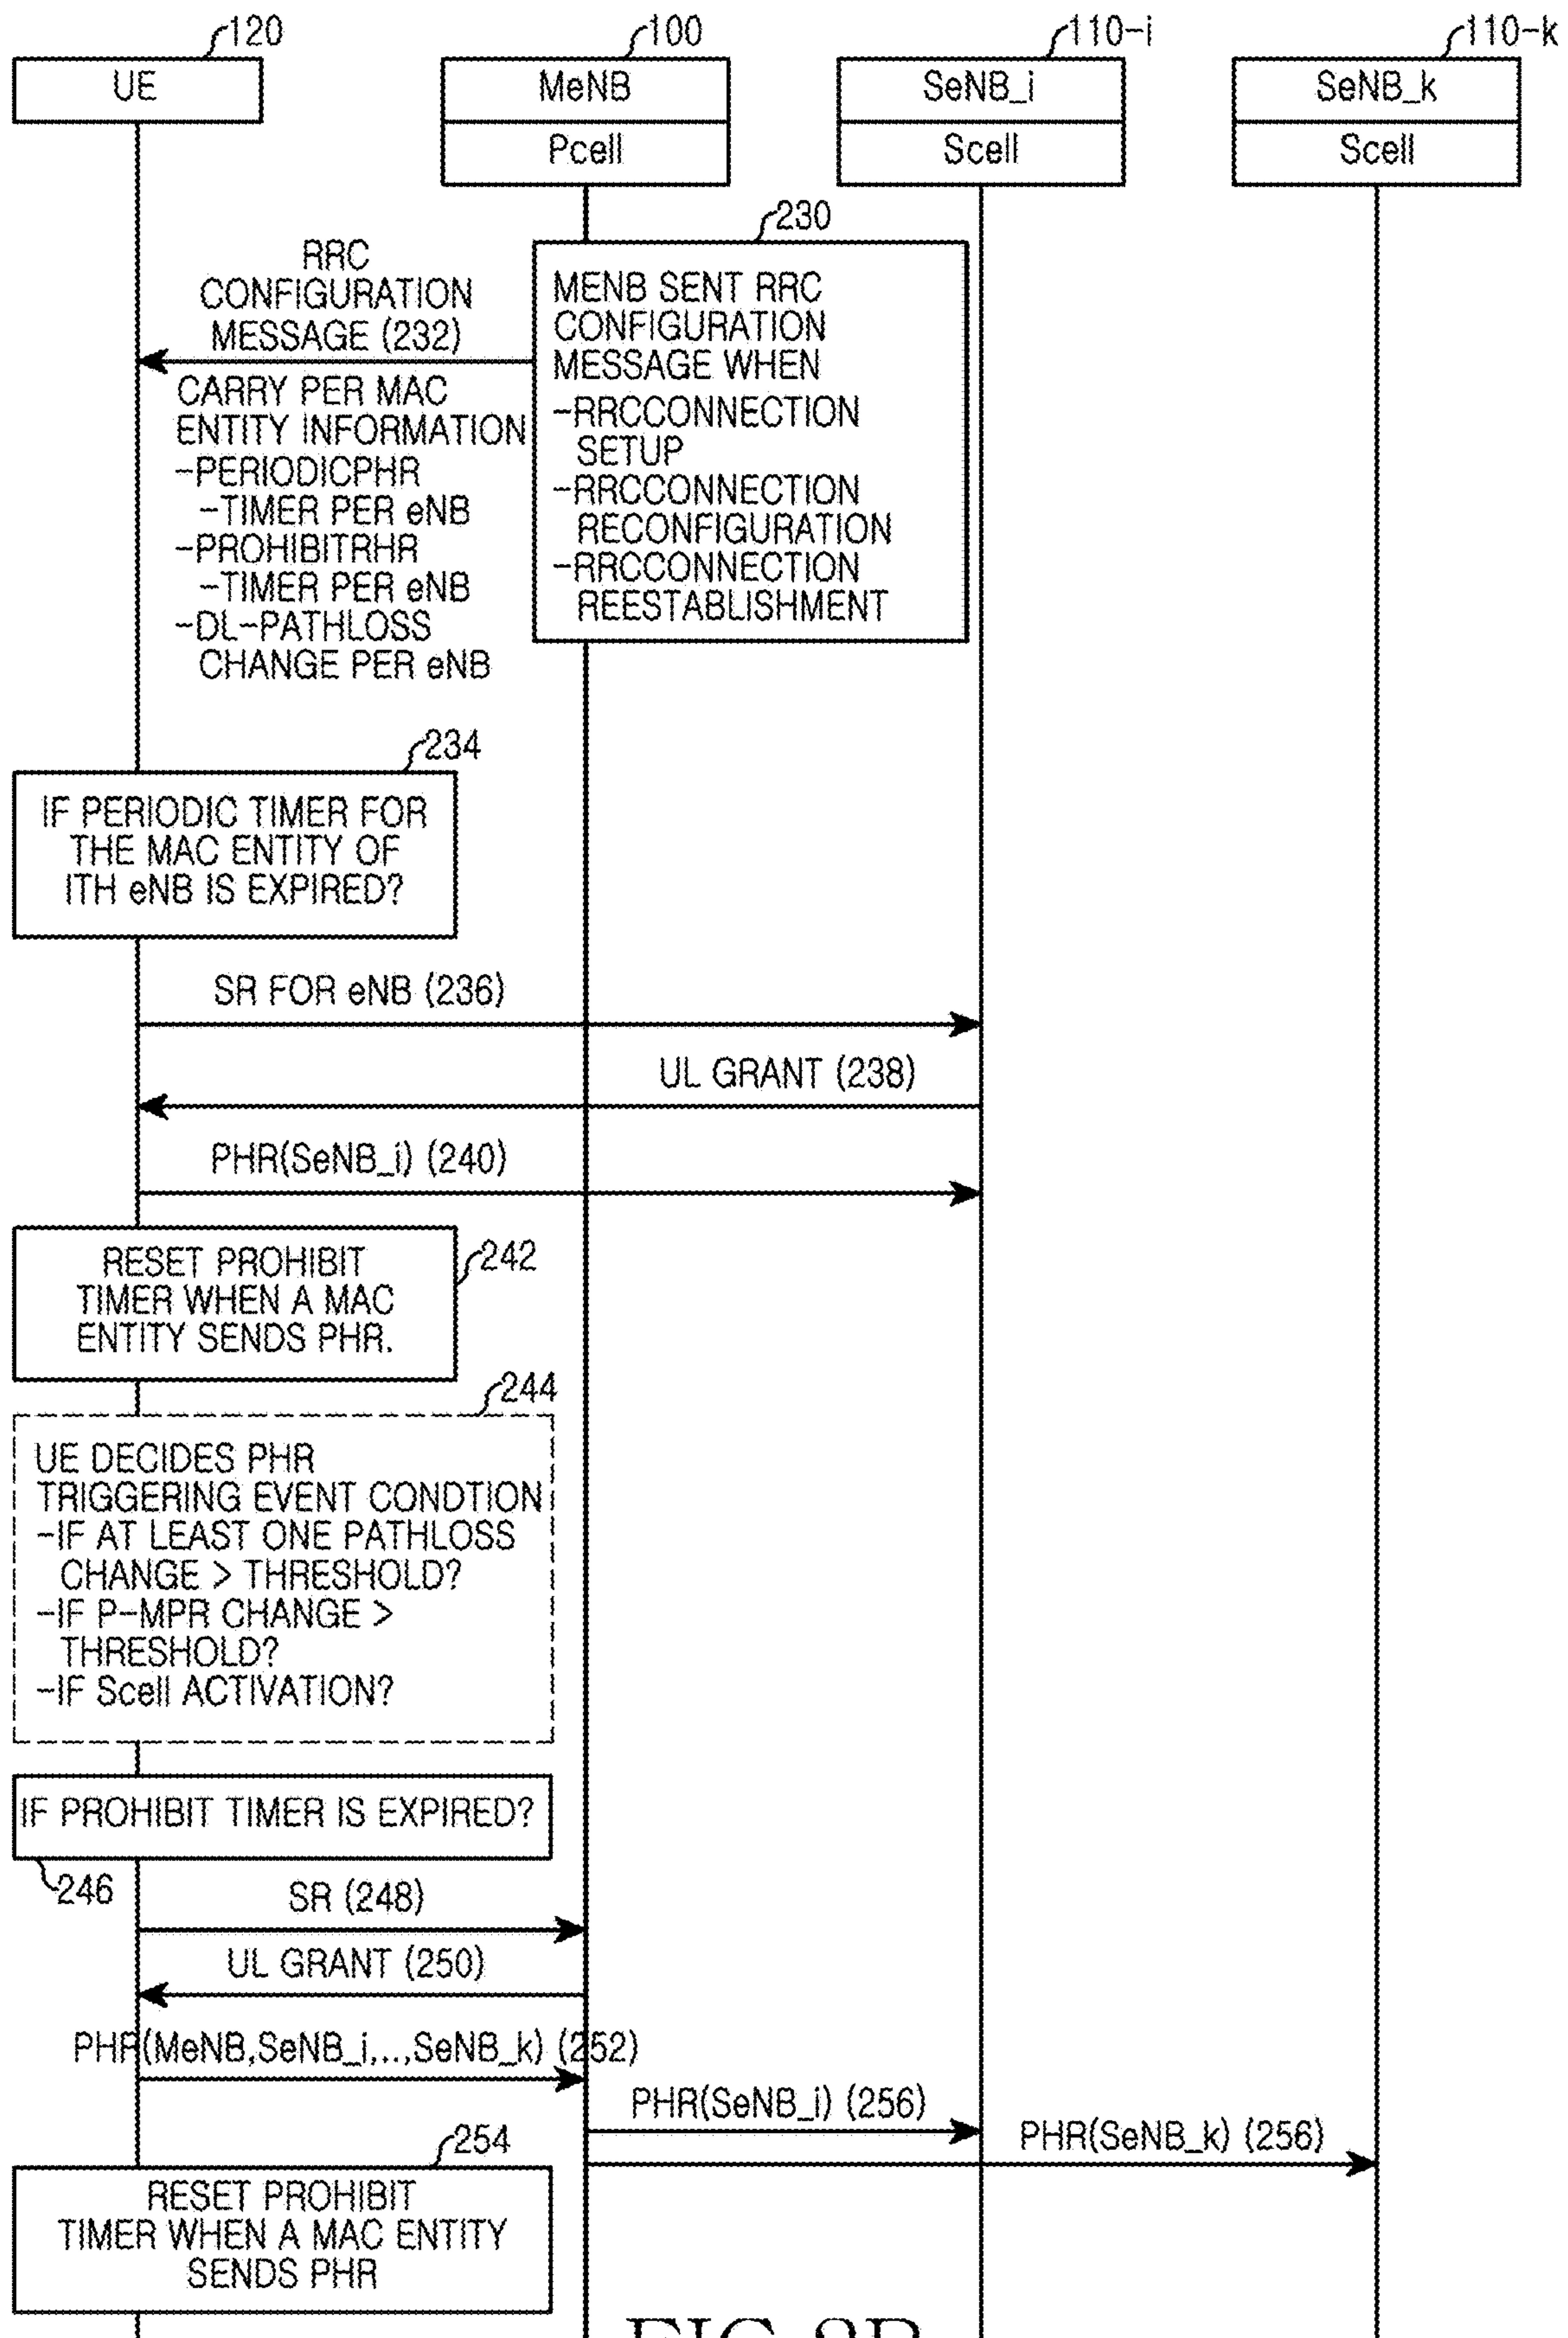 120
100
110-i
110-k
UE
MeNB
SeNB_i
SeNB_k
Pcell
Scell
Scell
230
RRC
CONFIGURATION
MESSAGE (232)
CARRY PER MAC
ENTITY INFORMATION
-PERIODICPHR
-TIMER PER eNB
-PROHIBITRHR
-TIMER PER eNB
-DL-PATHLOSS
CHANGE PER eNB
MENB SENT RRC
CONFIGURATION
MESSAGE WHEN
-RRCCONNECTION
SETUP
-RRCCONNECTION
RECONFIGURATION
-RRCCONNECTION
REESTABLISHMENT
234
IF PERIODIC TIMER FOR
THE MAC ENTITY OF
ITH eNB IS EXPIRED?
SR FOR eNB (236)
UL GRANT (238)
PHR(SeNB_i) (240)
RESET PROHIBIT
TIMER WHEN A MAC
ENTITY SENDS PHR.
242
244
UE DECIDES PHR
TRIGGERING EVENT CONDTION
-IF AT LEAST ONE PATHLOSS
CHANGE > THRESHOLD?
-IF P-MPR CHANGE >
THRESHOLD?
-IF Scell ACTIVATION?
IF PROHIBIT TIMER IS EXPIRED?
246
SR (248)
UL GRANT (250)
PHR(MeNB,SeNB_i,..,SeNB_k) (252)
PHR(SeNB_i) (256)
PHR(SeNB_k) (256)
254
RESET PROHIBIT
TIMER WHEN A MAC ENTITY
SENDS PHR